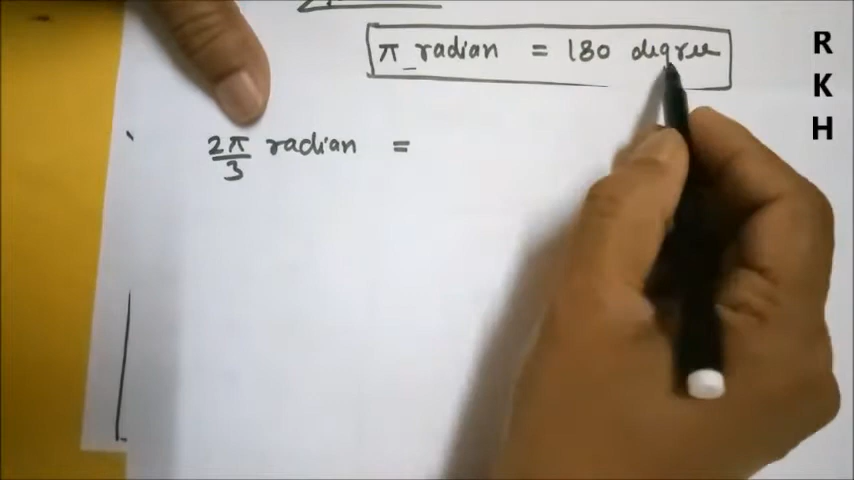 π radian = 180 degree
2π/3 radian =
R
K
H